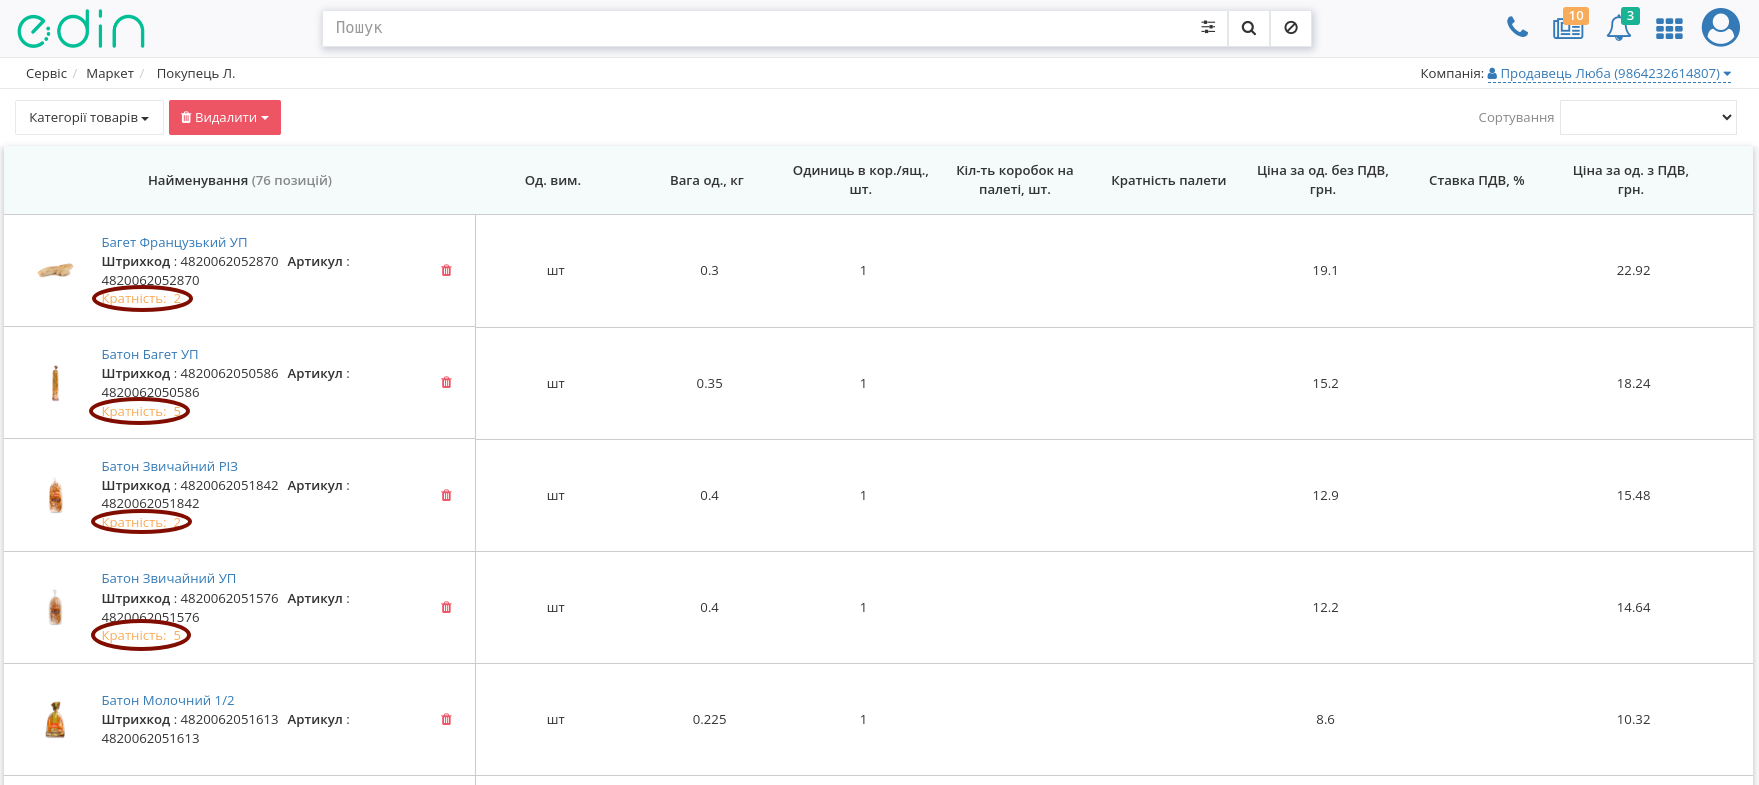 edin
Пошук
10
3
Сервіс / Маркет / Покупець Л.
Компанія: Продавець Люба (9864232614807)
Категорії товарів
Видалити
Сортування
Найменування (76 позицій)
Од. вим.
Вага од., кг
Одиниць в кор./ящ.,
шт.
Кіл-ть коробок на
палеті, шт.
Кратність палети
Ціна за од. без ПДВ,
грн.
Ставка ПДВ, %
Ціна за од. з ПДВ,
грн.
Багет Французький УП
Штрихкод : 4820062052870 Артикул :
4820062052870
Кратність: 2
шт
0.3
1
19.1
22.92
Батон Багет УП
Штрихкод : 4820062050586 Артикул :
4820062050586
Кратність: 5
шт
0.35
1
15.2
18.24
Батон Звичайний РІЗ
Штрихкод : 4820062051842 Артикул :
4820062051842
Кратність: 2
шт
0.4
1
12.9
15.48
Батон Звичайний УП
Штрихкод : 4820062051576 Артикул :
4820062051576
Кратність: 5
шт
0.4
1
12.2
14.64
Батон Молочний 1/2
Штрихкод : 4820062051613 Артикул :
4820062051613
шт
0.225
1
8.6
10.32